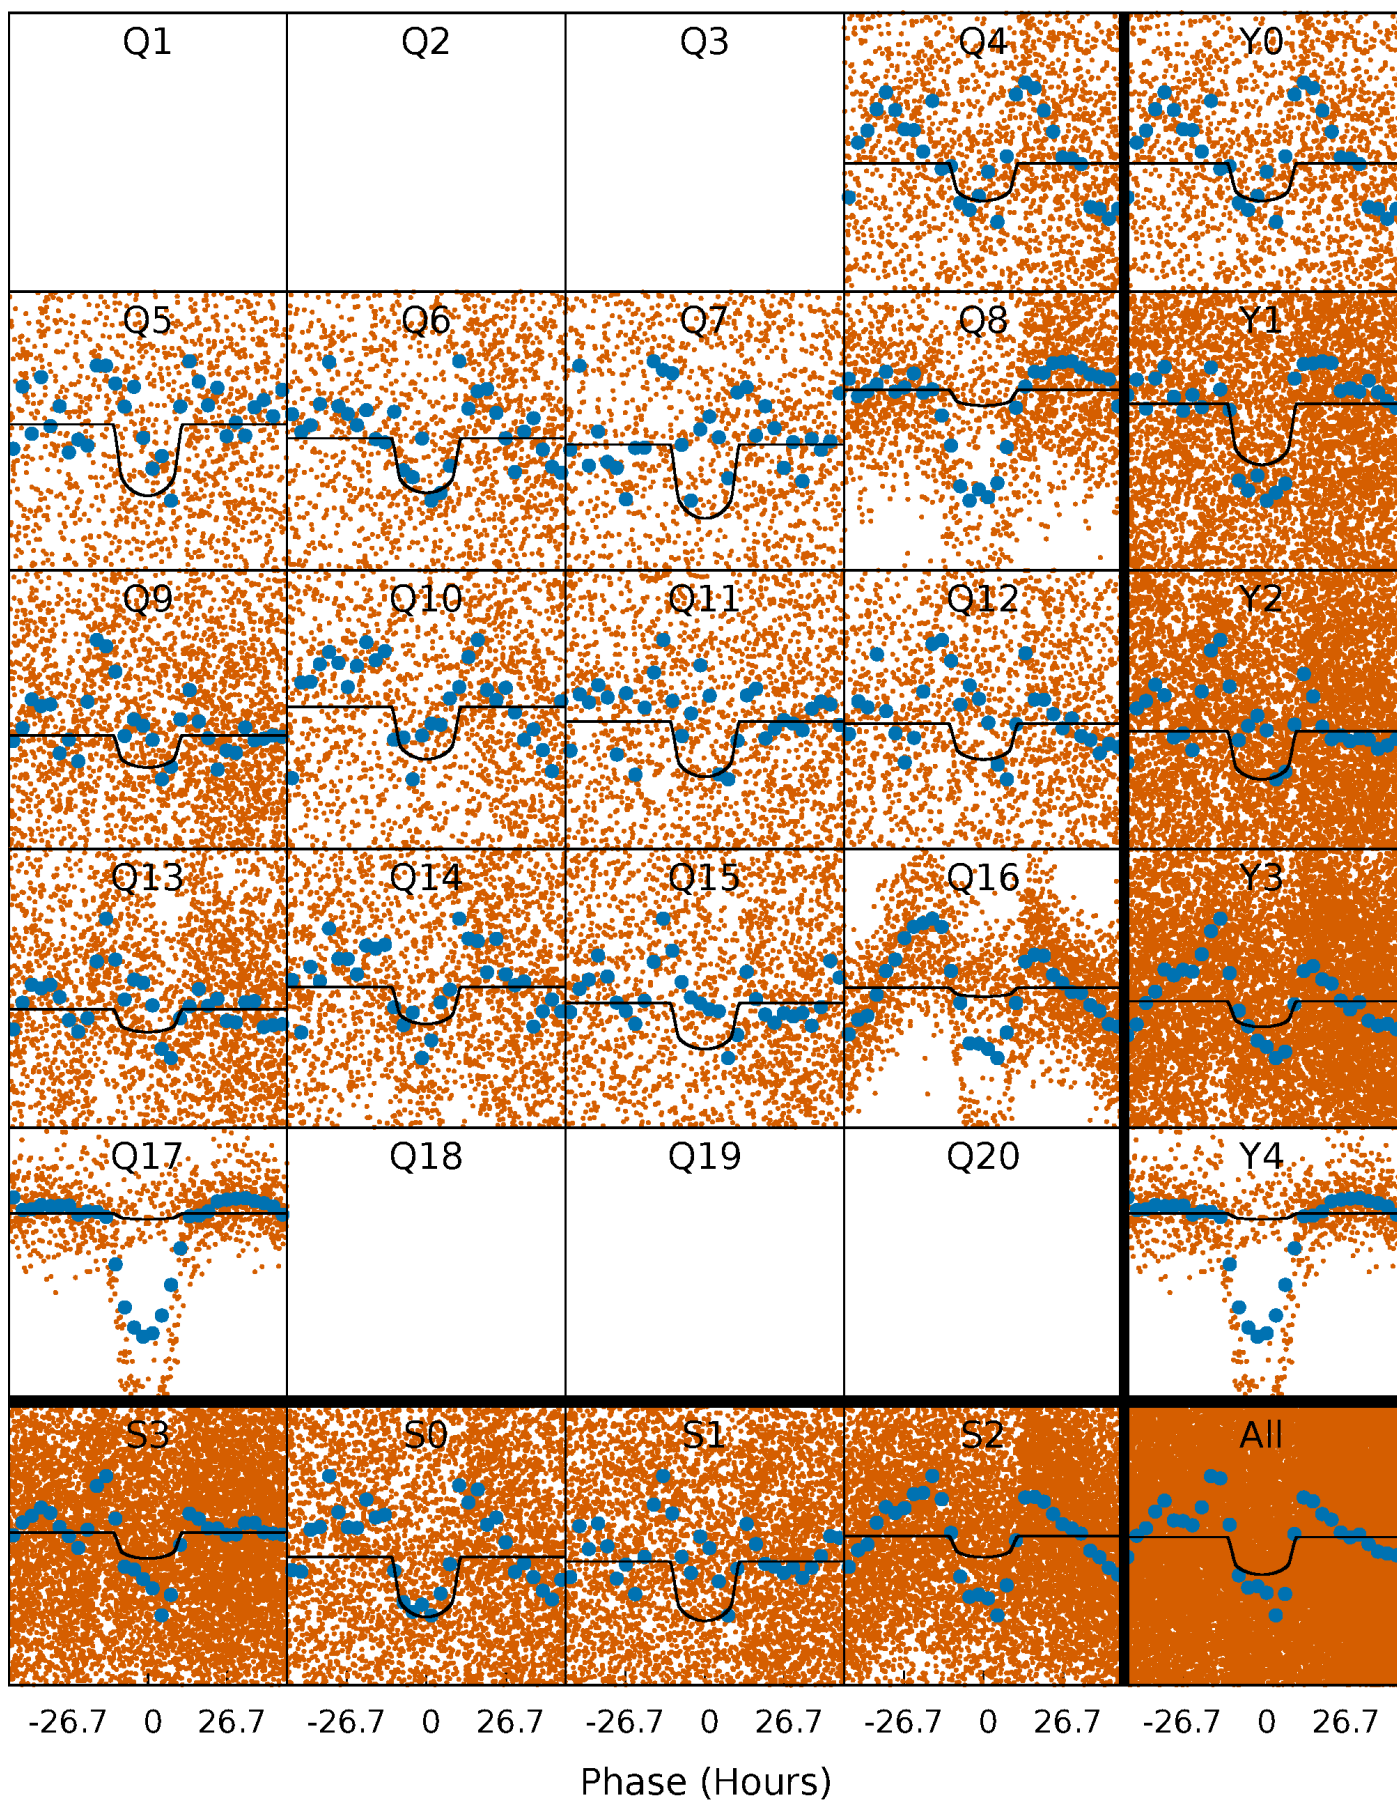 Q1 Q2 Q3 Q4 Y0
Q5 Q6 Q7 Q8 Y1
Q9 Q10 Q11 Q12 Y2
Q13 Q14 Q15 Q16 Y3
Q17 Q18 Q19 Q20 Y4
S3 S0 S1 S2 All
-26.7 0 26.7 -26.7 0 26.7 -26.7 0 26.7 -26.7 0 26.7 -26.7 0 26.7
Phase (Hours)